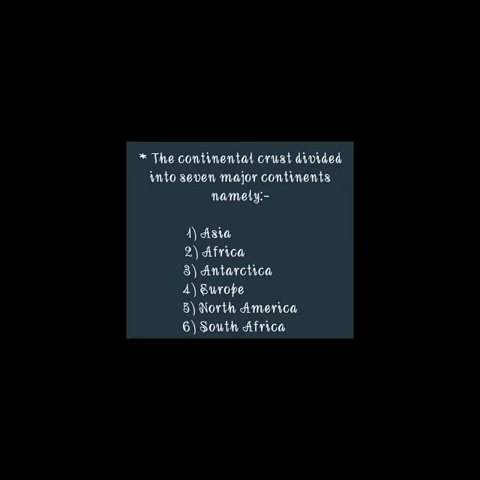 * The continental crust divided
into seven major continents
namely:-
1) Asia
2) Africa
3) Antarctica
4) Europe
5) North America
6) South Africa